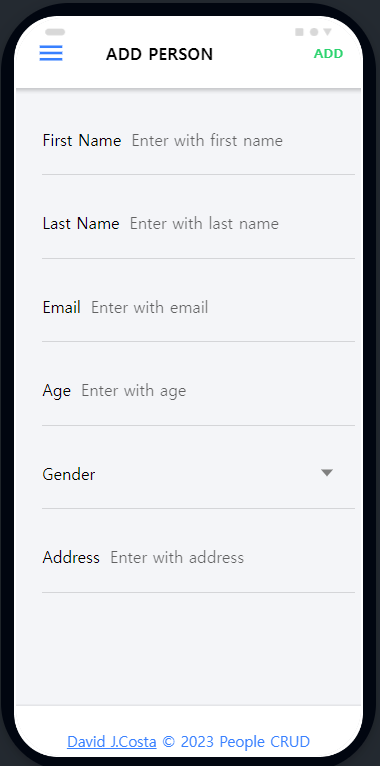 ADD PERSON ADD
First Name Enter with first name
Last Name Enter with last name
Email Enter with email
Age Enter with age
Gender
Address Enter with address
David J.Costa © 2023 People CRUD